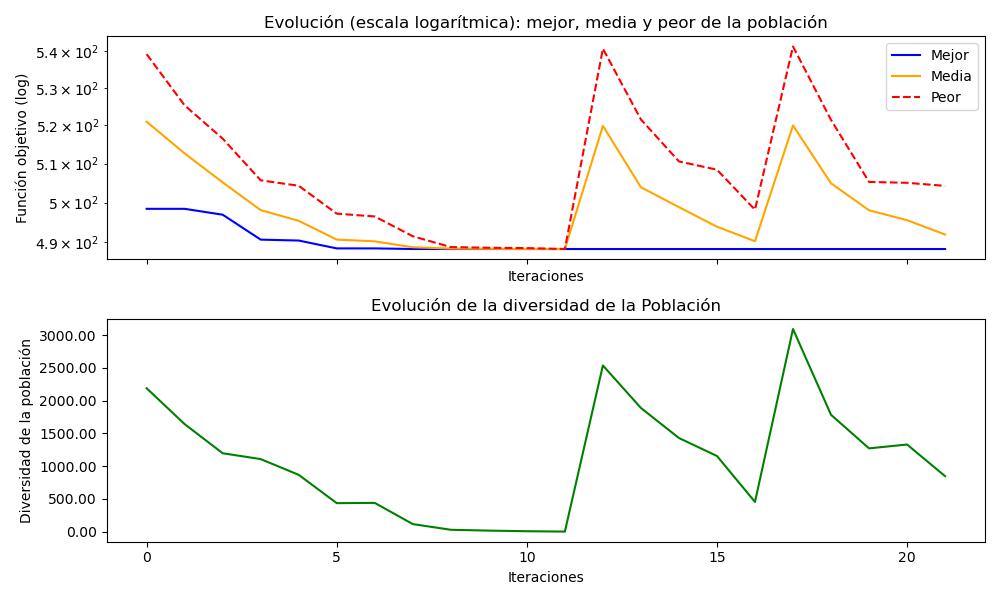 Evolución (escala logarítmica): mejor, media y peor de la población
Función objetivo (log)
5.4 × 10²
5.3 × 10²
5.2 × 10²
5.1 × 10²
5 × 10²
4.9 × 10²
Mejor
Media
Peor
Iteraciones
Evolución de la diversidad de la Población
Diversidad de la población
3000.00
2500.00
2000.00
1500.00
1000.00
500.00
0.00
0 5 10 15 20
Iteraciones